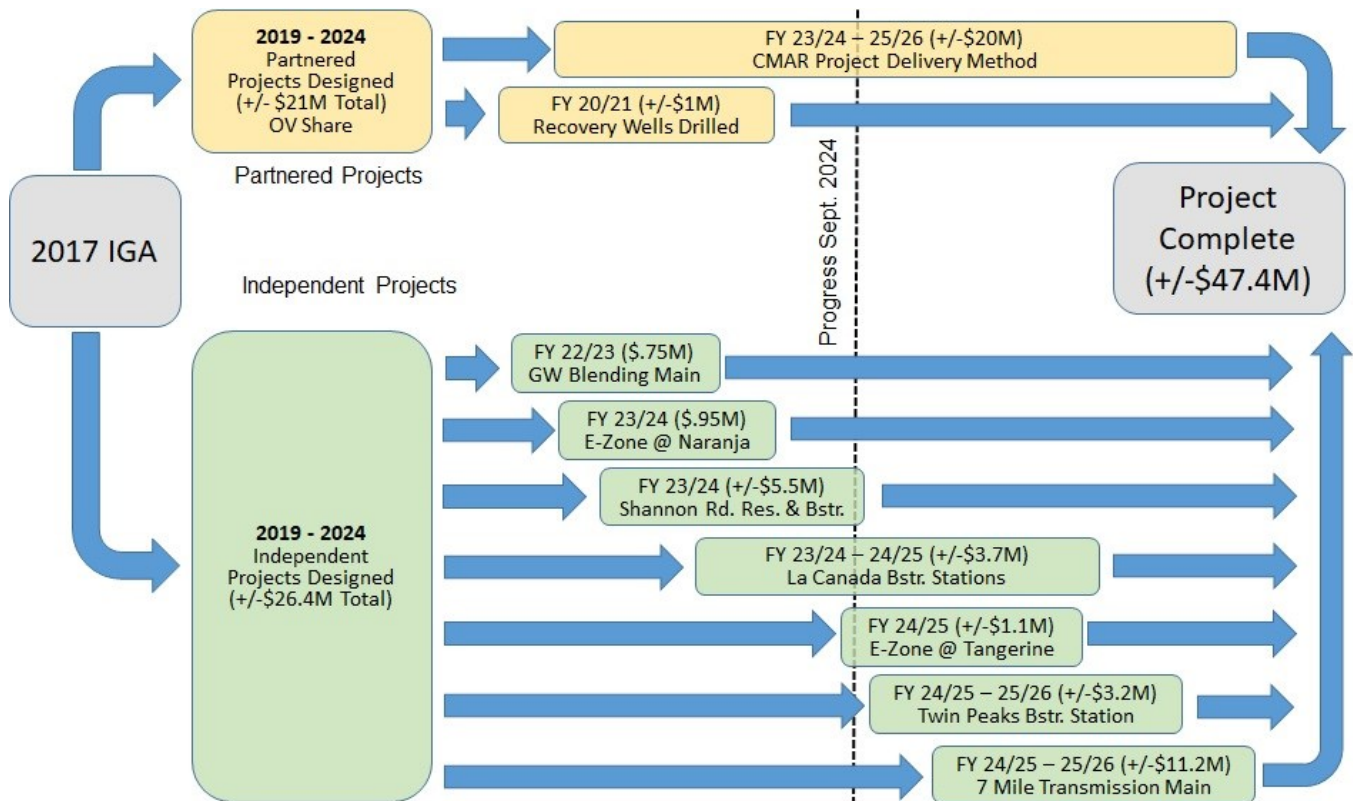 2019 - 2024
Partnered
Projects Designed
(+/- $21M Total)
OV Share
FY 23/24 – 25/26 (+/-$20M)
CMAR Project Delivery Method
FY 20/21 (+/-$1M)
Recovery Wells Drilled
Partnered Projects
2017 IGA
Progress Sept. 2024
Project
Complete
(+/-$47.4M)
Independent Projects
2019 - 2024
Independent
Projects Designed
(+/-$26.4M Total)
FY 22/23 ($.75M)
GW Blending Main
FY 23/24 ($.95M)
E-Zone @ Naranja
FY 23/24 (+/-$5.5M)
Shannon Rd. Res. & Bstr.
FY 23/24 – 24/25 (+/-$3.7M)
La Canada Bstr. Stations
FY 24/25 (+/-$1.1M)
E-Zone @ Tangerine
FY 24/25 – 25/26 (+/-$3.2M)
Twin Peaks Bstr. Station
FY 24/25 – 25/26 (+/-$11.2M)
7 Mile Transmission Main